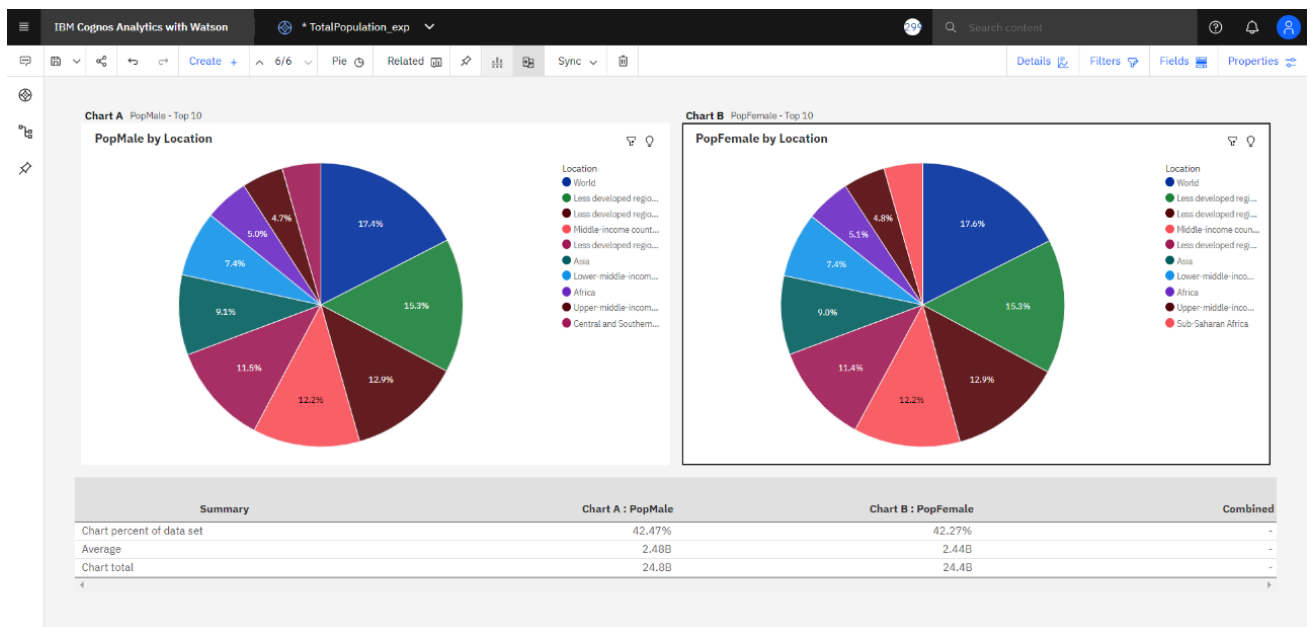 IBM Cognos Analytics with Watson
* TotalPopulation_exp
299
Search content
Create +
6/6
Pie
Related
Sync
Details
Filters
Fields
Properties
Chart A PopMale - Top 10
PopMale by Location
17.4%
15.3%
12.9%
12.2%
11.5%
9.1%
7.4%
5.0%
4.7%
Location
World
Less developed regio...
Less developed regio...
Middle-income count...
Less developed regio...
Asia
Lower-middle-incom...
Africa
Upper-middle-incom...
Central and Southern...
Chart B PopFemale - Top 10
PopFemale by Location
17.6%
15.3%
12.9%
12.2%
11.4%
9.0%
7.4%
5.1%
4.8%
Location
World
Less developed regi...
Less developed regi...
Middle-income coun...
Less developed regi...
Asia
Lower-middle-inco...
Africa
Upper-middle-inco...
Sub-Saharan Africa
Summary Chart A : PopMale Chart B : PopFemale Combined
Chart percent of data set 42.47% 42.27% -
Average 2.48B 2.44B -
Chart total 24.8B 24.4B -